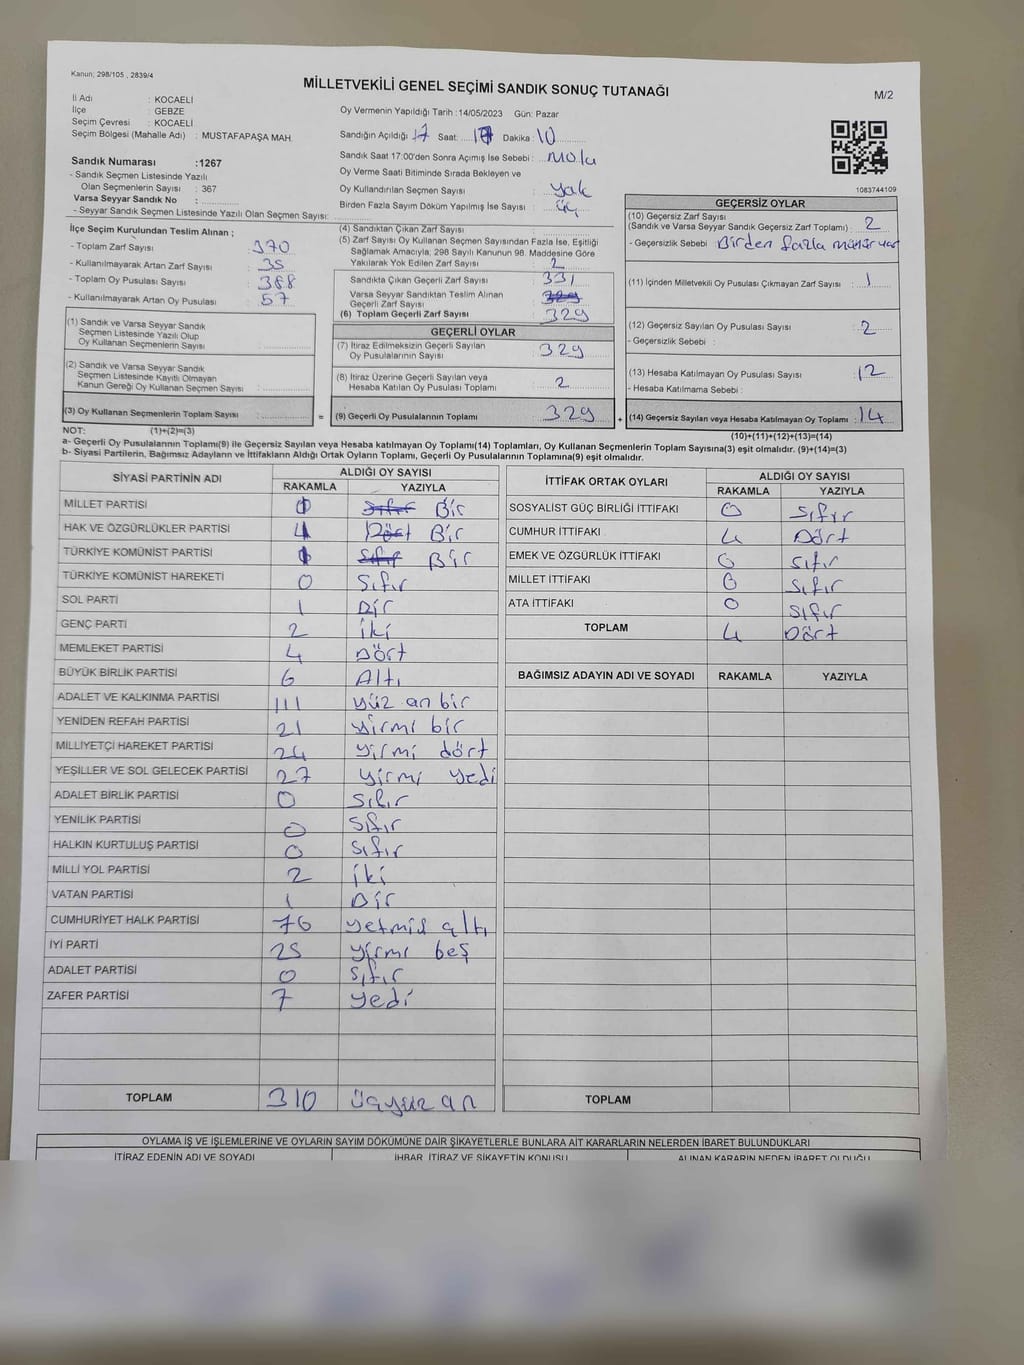 Kanun; 298/105 , 2839/4
MİLLETVEKİLİ GENEL SEÇİMİ SANDIK SONUÇ TUTANAĞI
M/2
İl Adı : KOCAELİ
İlçe : GEBZE
Seçim Çevresi : KOCAELİ
Seçim Bölgesi (Mahalle Adı) : MUSTAFAPAŞA MAH.
Oy Vermenin Yapıldığı Tarih : 14/05/2023 Gün: Pazar
Sandığın Açıldığı 17 Saat: Dakika: 10
Sandık Saat 17:00'den Sonra Açımış İse Sebebi :
Oy Verme Saati Bitiminde Sırada Bekleyen ve
Oy Kullandırılan Seçmen Sayısı : yok
Birden Fazla Sayım Döküm Yapılmış İse Sayısı : üç
1083744109
Sandık Numarası :1267
- Sandık Seçmen Listesinde Yazılı
Olan Seçmenlerin Sayısı : 367
Varsa Seyyar Sandık No :
- Seyyar Sandık Seçmen Listesinde Yazılı Olan Seçmen Sayısı:
İlçe Seçim Kurulundan Teslim Alınan ;
- Toplam Zarf Sayısı : 370
- Kullanılmayarak Artan Zarf Sayısı : 35
- Toplam Oy Pusulası Sayısı : 388
- Kullanılmayarak Artan Oy Pusulası : 57
(1) Sandık ve Varsa Seyyar Sandık
Seçmen Listesinde Yazılı Olup
Oy Kullanan Seçmenlerin Sayısı :
(2) Sandık ve Varsa Seyyar Sandık
Seçmen Listesinde Kayıtlı Olmayan
Kanun Gereği Oy Kullanan Seçmen Sayısı :
(3) Oy Kullanan Seçmenlerin Toplam Sayısı :
(4) Sandıktan Çıkan Zarf Sayısı :
(5) Zarf Sayısı Oy Kullanan Seçmen Sayısından Fazla İse, Eşitliği
Sağlamak Amacıyla, 298 Sayılı Kanunun 98. Maddesine Göre
Yakılarak Yok Edilen Zarf Sayısı : 2
Sandıkta Çıkan Geçerli Zarf Sayısı : 331
Varsa Seyyar Sandıktan Teslim Alınan
Geçerli Zarf Sayısı : 329
(6) Toplam Geçerli Zarf Sayısı : 329
GEÇERLİ OYLAR
(7) İtiraz Edilmeksizin Geçerli Sayılan
Oy Pusulalarının Sayısı : 329
(8) İtiraz Üzerine Geçerli Sayılan veya
Hesaba Katılan Oy Pusulası Toplamı : 2
= (9) Geçerli Oy Pusulalarının Toplamı : 329
GEÇERSİZ OYLAR
(10) Geçersiz Zarf Sayısı
(Sandık ve Varsa Seyyar Sandık Geçersiz Zarf Toplamı) : 2
- Geçersizlik Sebebi : Birden fazla mühür var
(11) İçinden Milletvekili Oy Pusulası Çıkmayan Zarf Sayısı : 1
(12) Geçersiz Sayılan Oy Pusulası Sayısı : 2
- Geçersizlik Sebebi :
(13) Hesaba Katılmayan Oy Pusulası Sayısı : 12
- Hesaba Katılmama Sebebi :
+ (14) Geçersiz Sayılan veya Hesaba Katılmayan Oy Toplamı : 14
NOT: (1)+(2)=(3)
(10)+(11)+(12)+(13)=(14)
a- Geçerli Oy Pusulalarının Toplamı(9) ile Geçersiz Sayılan veya Hesaba katılmayan Oy Toplamı(14) Toplamları, Oy Kullanan Seçmenlerin Toplam Sayısına(3) eşit olmalıdır. (9)+(14)=(3)
b- Siyasi Partilerin, Bağımsız Adayların ve İttifakların Aldığı Ortak Oyların Toplamı, Geçerli Oy Pusulalarının Toplamına(9) eşit olmalıdır.
SİYASİ PARTİNİN ADI ALDIĞI OY SAYISI
RAKAMLA YAZIYLA
MİLLET PARTİSİ 1 Sıfır Bir
HAK VE ÖZGÜRLÜKLER PARTİSİ Dört Bir
TÜRKİYE KOMÜNİST PARTİSİ 1 Sıfır Bir
TÜRKİYE KOMÜNİST HAREKETİ 0 Sıfır
SOL PARTİ 1 Bir
GENÇ PARTİ 2 iki
MEMLEKET PARTİSİ 4 Dört
BÜYÜK BİRLİK PARTİSİ 6 Altı
ADALET VE KALKINMA PARTİSİ 111 yüz on bir
YENİDEN REFAH PARTİSİ 21 yirmi bir
MİLLİYETÇİ HAREKET PARTİSİ 24 yirmi dört
YEŞİLLER VE SOL GELECEK PARTİSİ 27 yirmi yedi
ADALET BİRLİK PARTİSİ 0 Sıfır
YENİLİK PARTİSİ 0 Sıfır
HALKIN KURTULUŞ PARTİSİ 0 Sıfır
MİLLİ YOL PARTİSİ 2 iki
VATAN PARTİSİ 1 Bir
CUMHURİYET HALK PARTİSİ 76 yetmiş altı
İYİ PARTİ 25 yirmi beş
ADALET PARTİSİ 0 Sıfır
ZAFER PARTİSİ 7 yedi
TOPLAM 310 üçyüz on
İTTİFAK ORTAK OYLARI ALDIĞI OY SAYISI
RAKAMLA YAZIYLA
SOSYALİST GÜÇ BİRLİĞİ İTTİFAKI 0 Sıfır
CUMHUR İTTİFAKI 4 Dört
EMEK VE ÖZGÜRLÜK İTTİFAKI 0 Sıfır
MİLLET İTTİFAKI 0 Sıfır
ATA İTTİFAKI 0 Sıfır
TOPLAM 4 Dört
BAĞIMSIZ ADAYIN ADI VE SOYADI RAKAMLA YAZIYLA
TOPLAM
OYLAMA İŞ VE İŞLEMLERİNE VE OYLARIN SAYIM DÖKÜMÜNE DAİR ŞİKAYETLERLE BUNLARA AİT KARARLARIN NELERDEN İBARET BULUNDUKLARI
İTİRAZ EDENİN ADI VE SOYADI İHBAR, İTİRAZ VE ŞİKAYETİN KONUSU ALINAN KARARIN NEDEN İBARET OLDUĞU